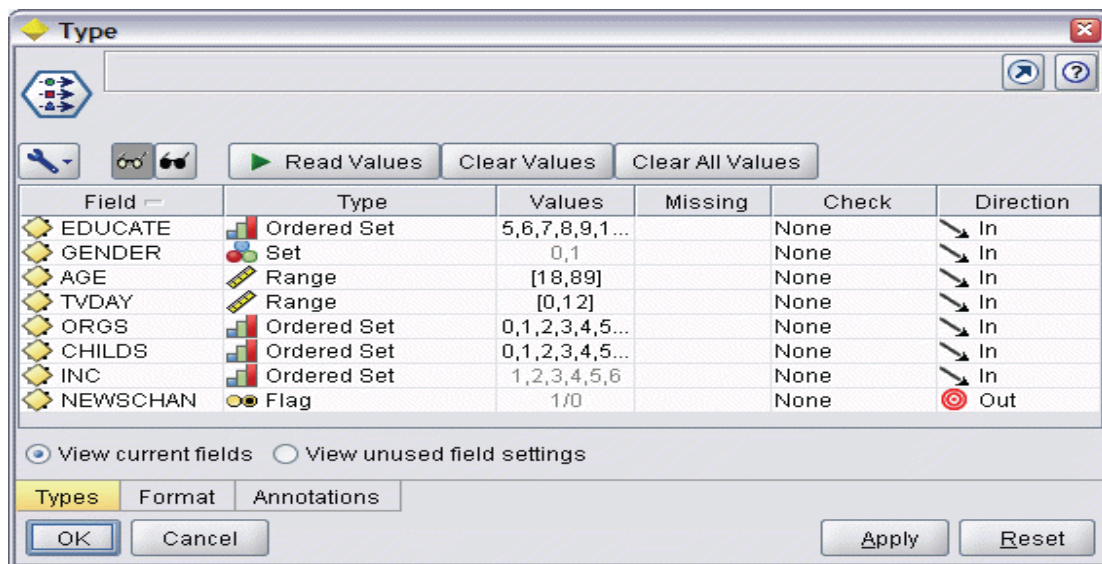 Type
Read Values Clear Values Clear All Values
Field Type Values Missing Check Direction
EDUCATE Ordered Set 5,6,7,8,9,1... None In
GENDER Set 0,1 None In
AGE Range [18,89] None In
TVDAY Range [0,12] None In
ORGS Ordered Set 0,1,2,3,4,5... None In
CHILDS Ordered Set 0,1,2,3,4,5... None In
INC Ordered Set 1,2,3,4,5,6 None In
NEWSCHAN Flag 1/0 None Out
View current fields View unused field settings
Types Format Annotations
OK Cancel Apply Reset